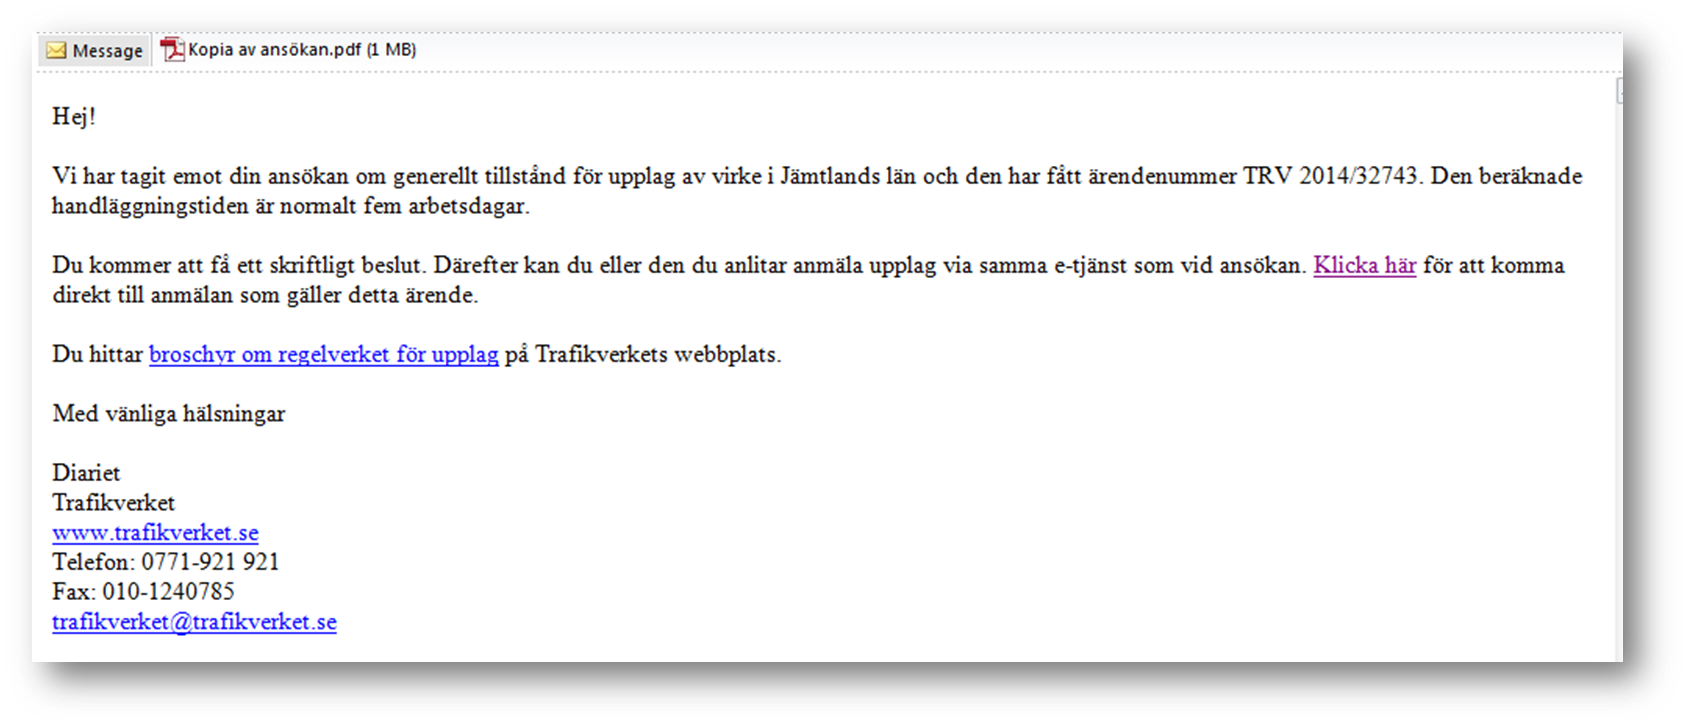 Message Kopia av ansökan.pdf (1 MB)
Hej!
Vi har tagit emot din ansökan om generellt tillstånd för upplag av virke i Jämtlands län och den har fått ärendenummer TRV 2014/32743. Den beräknade
handläggningstiden är normalt fem arbetsdagar.
Du kommer att få ett skriftligt beslut. Därefter kan du eller den du anlitar anmäla upplag via samma e-tjänst som vid ansökan. Klicka här för att komma
direkt till anmälan som gäller detta ärende.
Du hittar broschyr om regelverket för upplag på Trafikverkets webbplats.
Med vänliga hälsningar
Diariet
Trafikverket
www.trafikverket.se
Telefon: 0771-921 921
Fax: 010-1240785
trafikverket@trafikverket.se